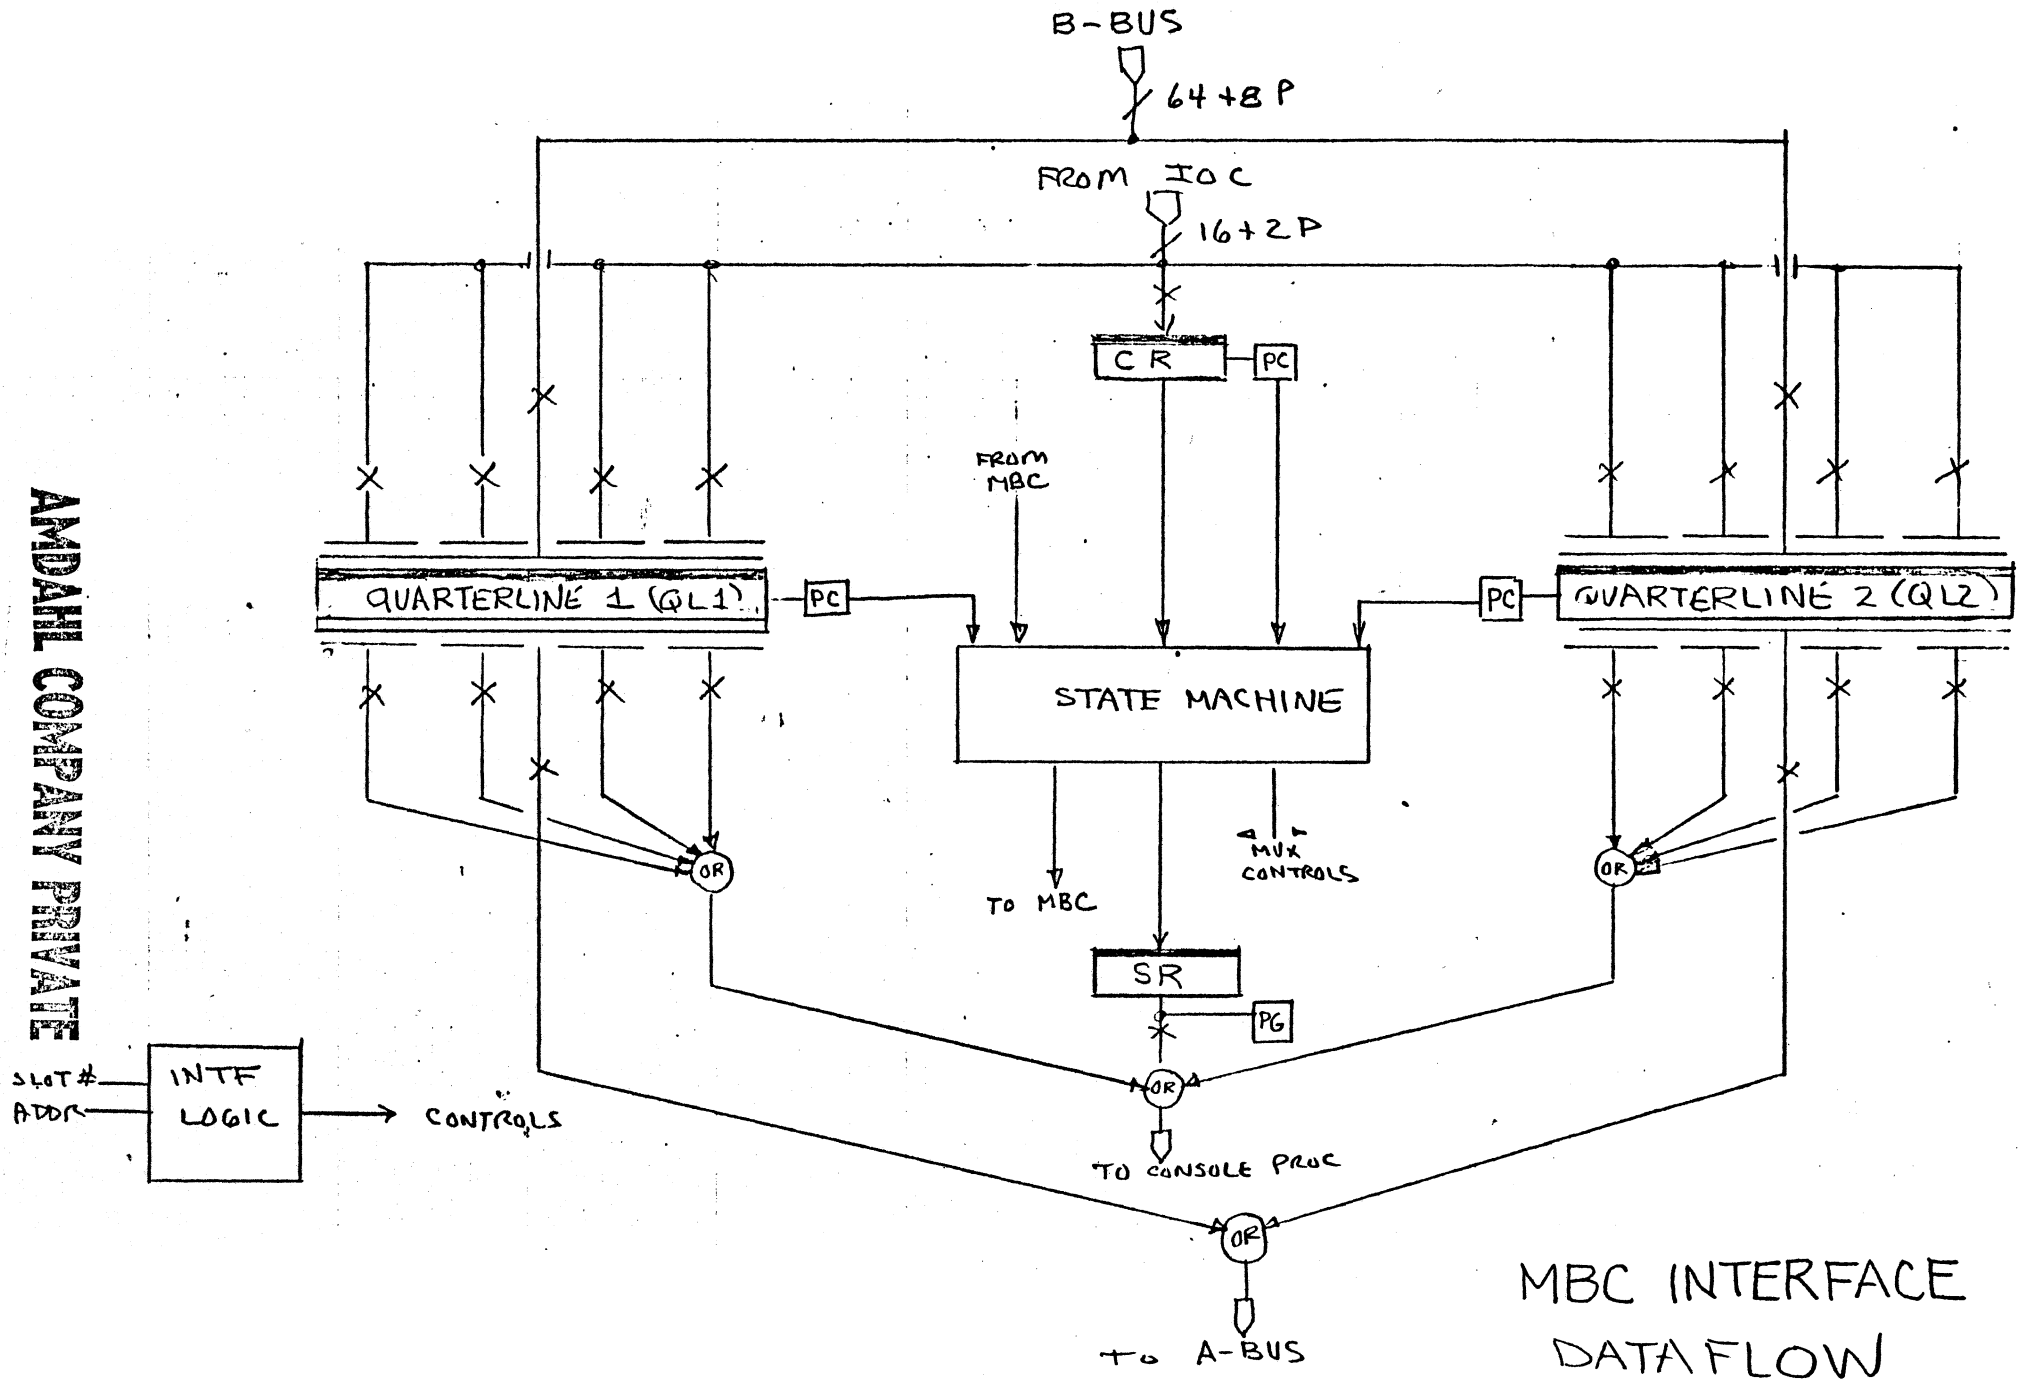 B-BUS
64+8P
FROM IOC
16+2P
CR
PC
FROM
MBC
QUARTERLINE 1 (QL1)
PC
PC
QUARTERLINE 2 (QL2)
STATE MACHINE
OR
MUX
CONTROLS
OR
TO MBC
SR
PG
AMDAHL COMPANY PRIVATE
SLOT #
ADDR
INTF
LOGIC
CONTROLS
OR
TO CONSOLE PROC
OR
TO A-BUS
MBC INTERFACE
DATAFLOW